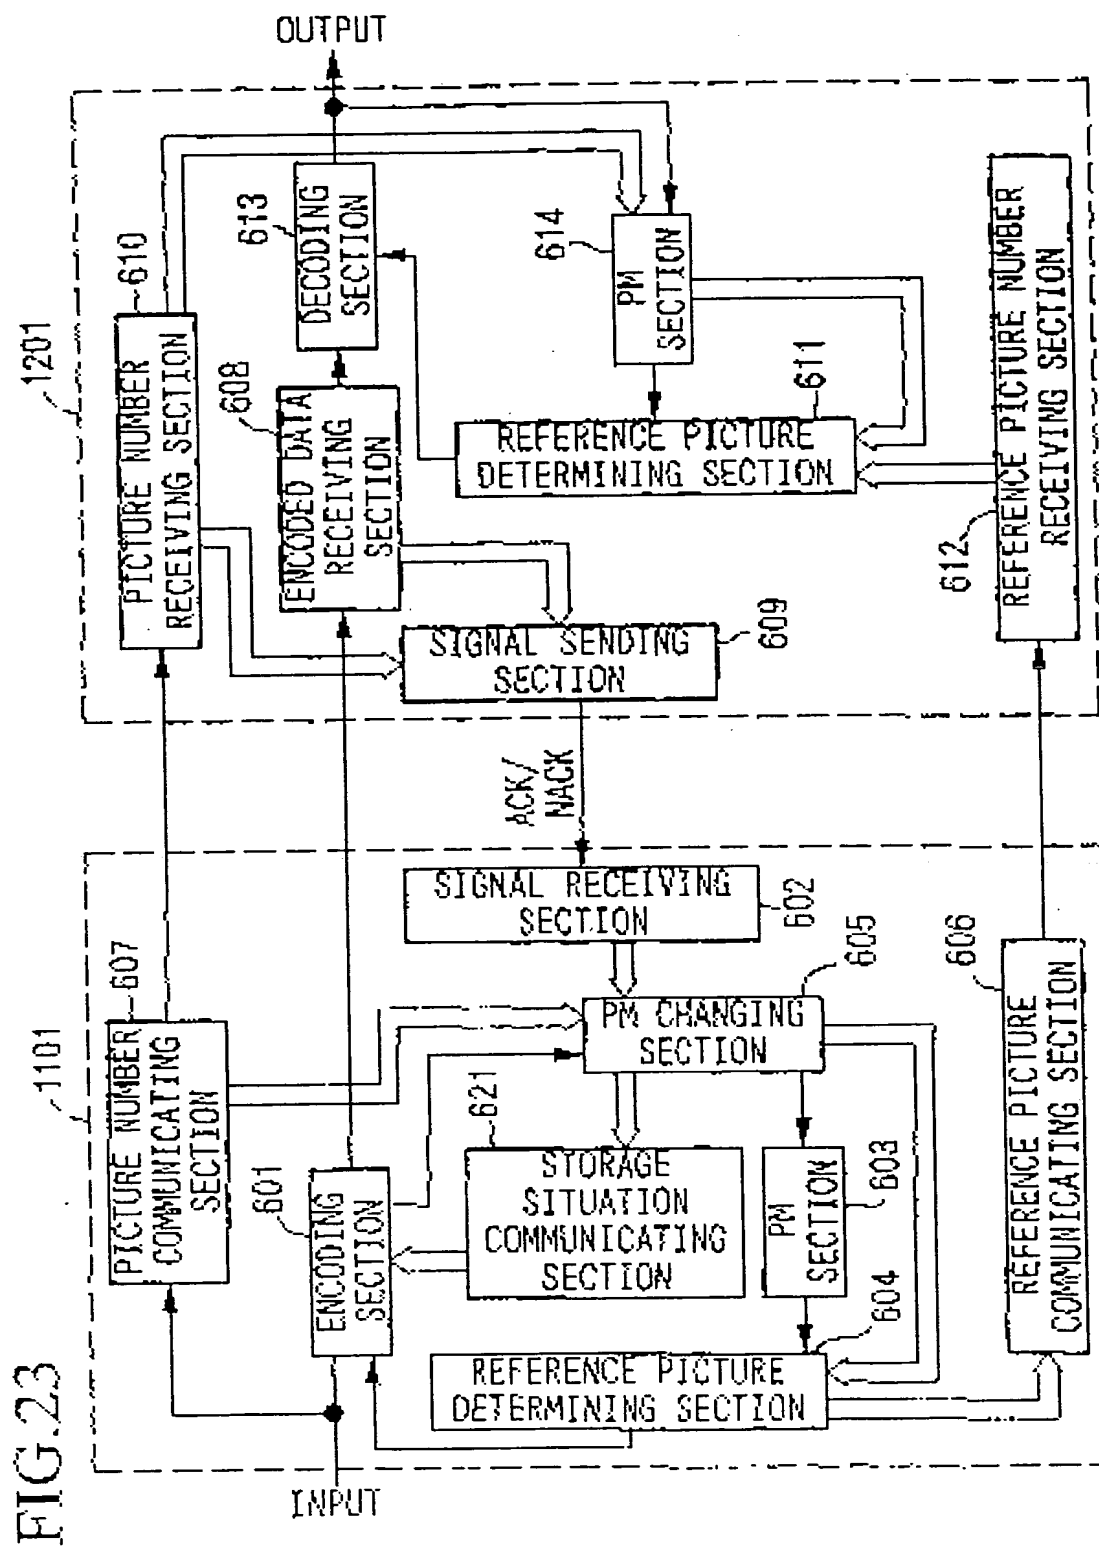 FIG.23
1101
1201
INPUT
OUTPUT
PICTURE NUMBER
COMMUNICATING
SECTION
607
PICTURE NUMBER
RECEIVING SECTION
610
ENCODING
SECTION
601
ENCODED DATA
RECEIVING
SECTION
608
DECODING
SECTION
613
SIGNAL SENDING
SECTION
609
ACK/
NACK
SIGNAL RECEIVING
SECTION
602
PM CHANGING
SECTION
605
STORAGE
SITUATION
COMMUNICATING
SECTION
621
PM
SECTION
603
REFERENCE PICTURE
DETERMINING SECTION
604
REFERENCE PICTURE
COMMUNICATING SECTION
606
PM
SECTION
614
REFERENCE PICTURE
DETERMINING SECTION
611
REFERENCE PICTURE NUMBER
RECEIVING SECTION
612